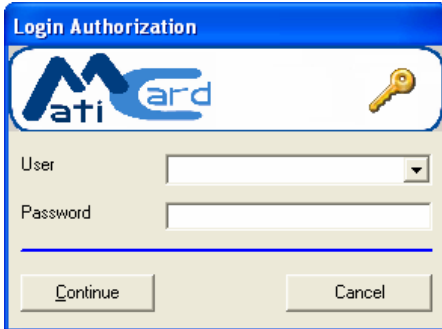 Login Authorization
Mati Card
User
Password
Continue
Cancel